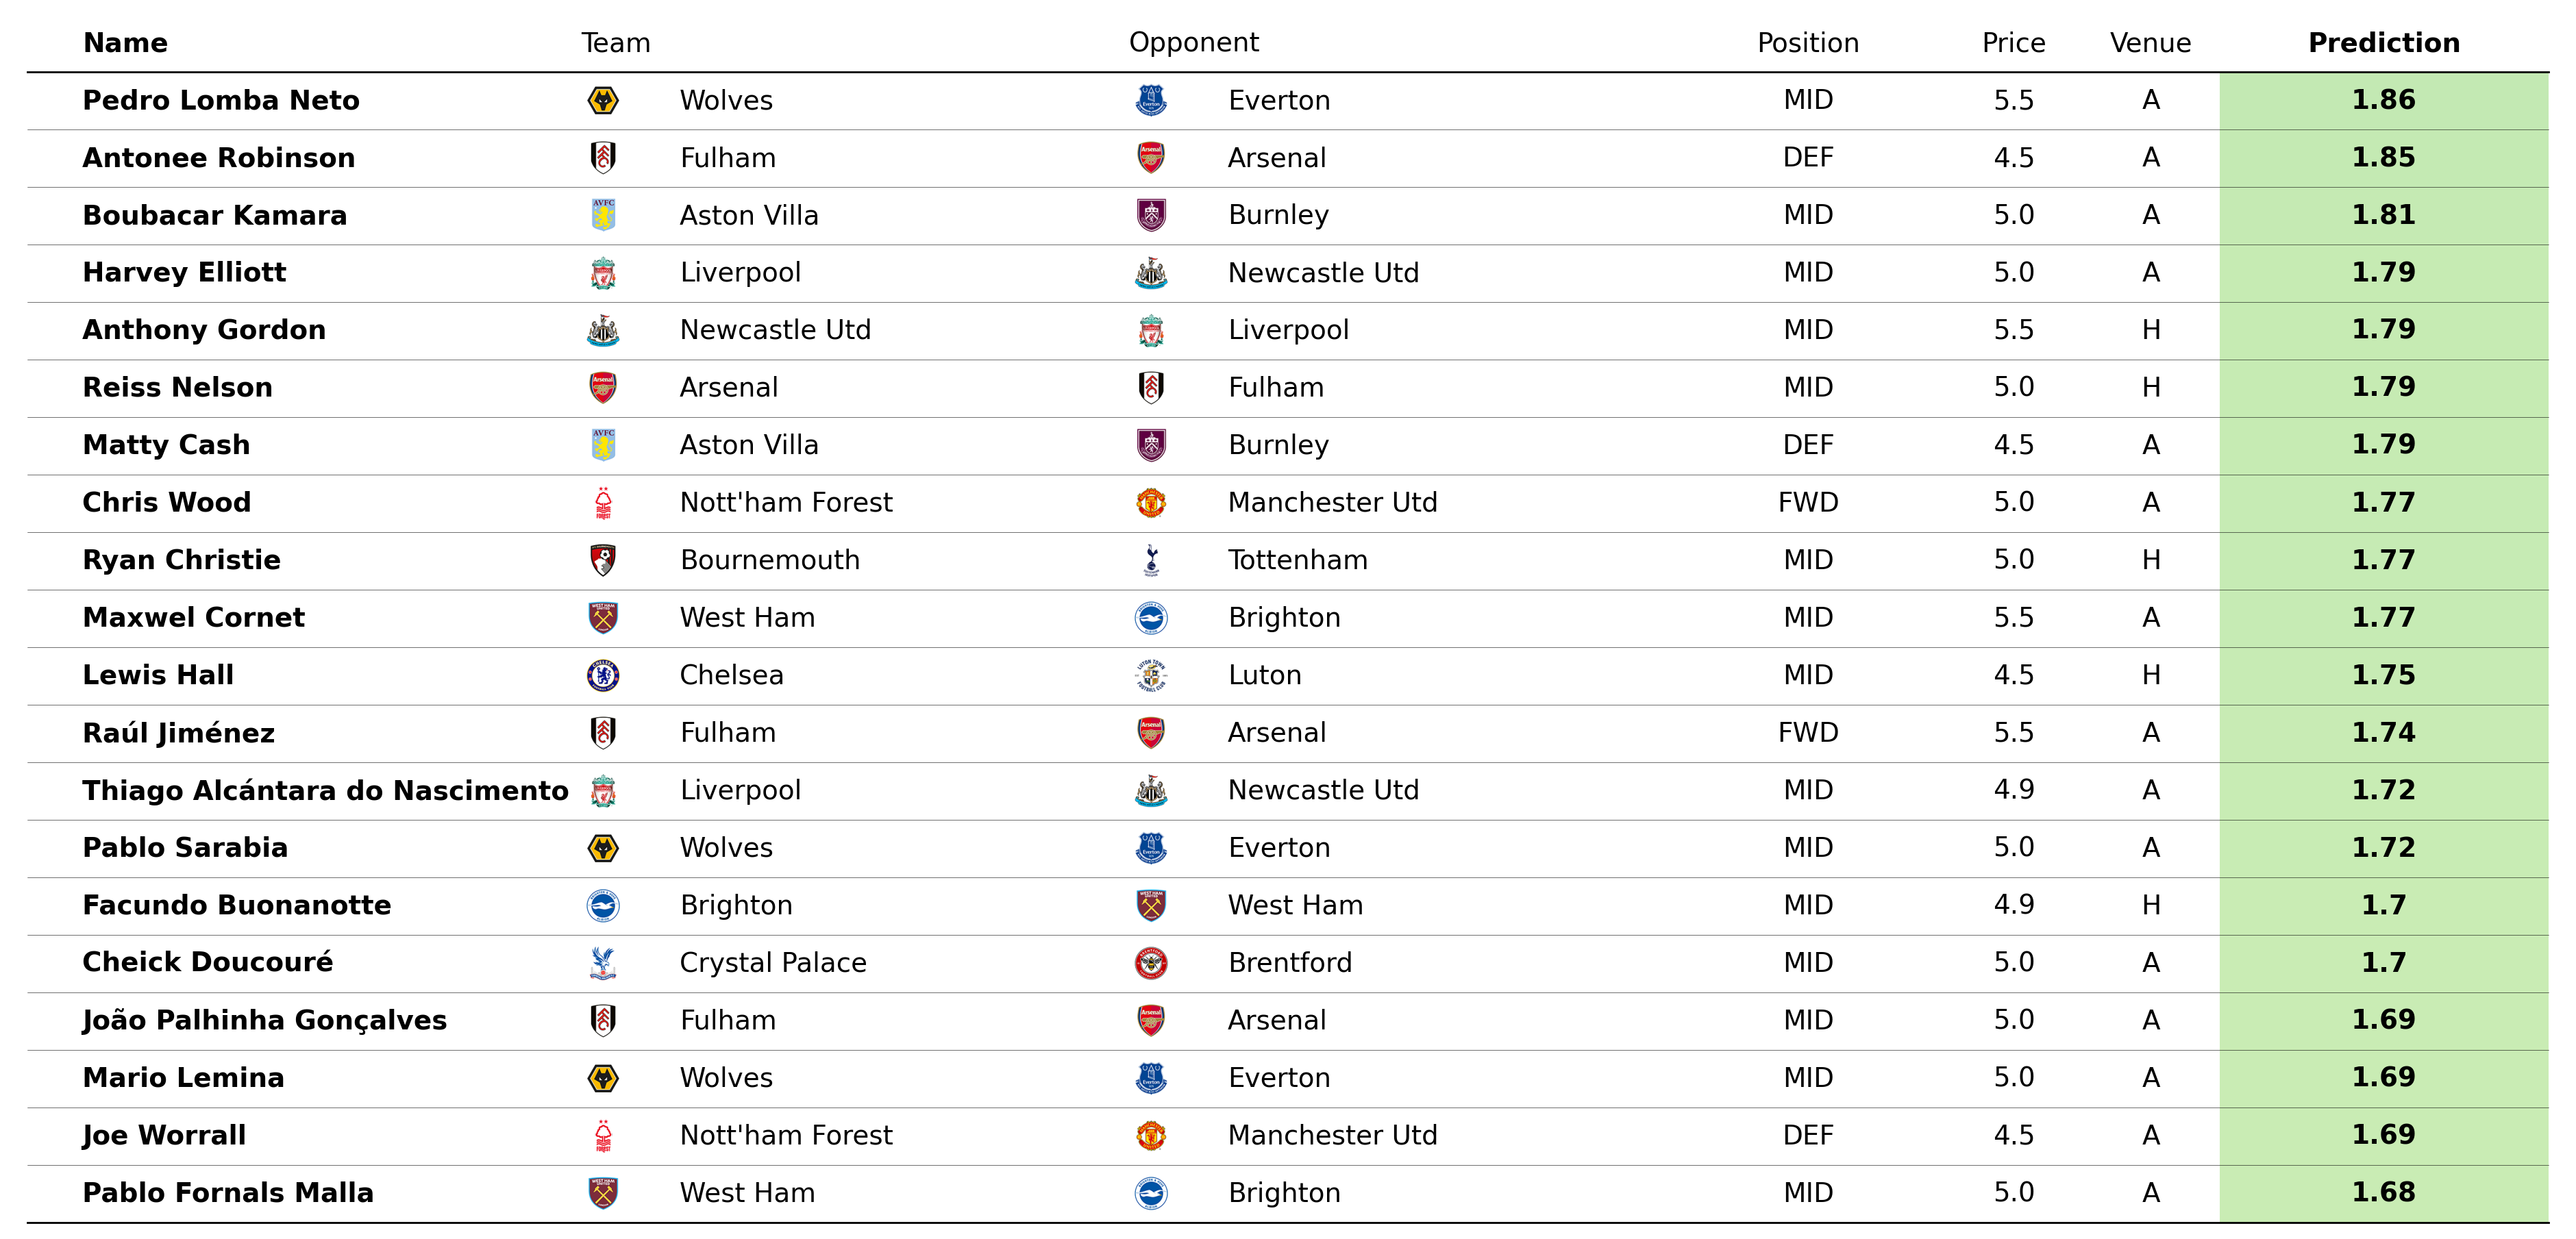 Name Team Opponent Position Price Venue Prediction
Pedro Lomba Neto Wolves Everton MID 5.5 A 1.86
Antonee Robinson Fulham Arsenal DEF 4.5 A 1.85
Boubacar Kamara Aston Villa Burnley MID 5.0 A 1.81
Harvey Elliott Liverpool Newcastle Utd MID 5.0 A 1.79
Anthony Gordon Newcastle Utd Liverpool MID 5.5 H 1.79
Reiss Nelson Arsenal Fulham MID 5.0 H 1.79
Matty Cash Aston Villa Burnley DEF 4.5 A 1.79
Chris Wood Nott'ham Forest Manchester Utd FWD 5.0 A 1.77
Ryan Christie Bournemouth Tottenham MID 5.0 H 1.77
Maxwel Cornet West Ham Brighton MID 5.5 A 1.77
Lewis Hall Chelsea Luton MID 4.5 H 1.75
Raúl Jiménez Fulham Arsenal FWD 5.5 A 1.74
Thiago Alcántara do Nascimento Liverpool Newcastle Utd MID 4.9 A 1.72
Pablo Sarabia Wolves Everton MID 5.0 A 1.72
Facundo Buonanotte Brighton West Ham MID 4.9 H 1.7
Cheick Doucouré Crystal Palace Brentford MID 5.0 A 1.7
João Palhinha Gonçalves Fulham Arsenal MID 5.0 A 1.69
Mario Lemina Wolves Everton MID 5.0 A 1.69
Joe Worrall Nott'ham Forest Manchester Utd DEF 4.5 A 1.69
Pablo Fornals Malla West Ham Brighton MID 5.0 A 1.68